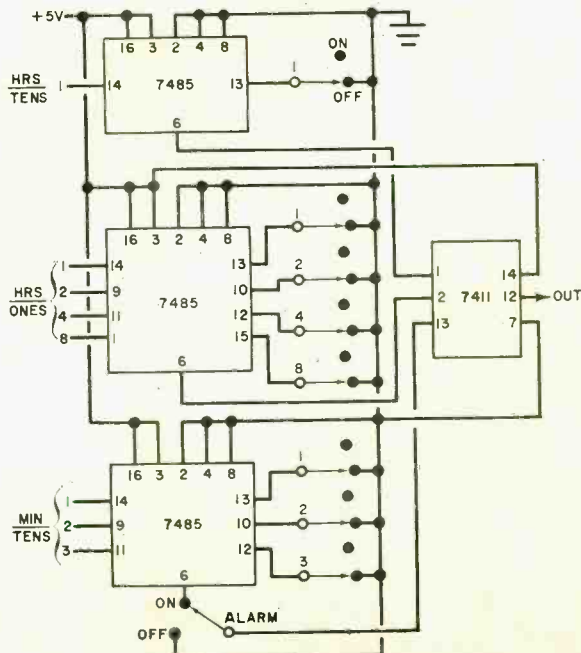 +5V
16 3 2 4 8
ON
HRS
TENS
1
14 7485 13
1
OFF
6
16 3 2 4 8
1
HRS
ONES
1 14
2 9
4 11
8 1
7485
13
10
12
15
2
4
8
6
1 14
2 7411 12 OUT
13 7
16 3 2 4 8
1
MIN
TENS
1 14
2 9
3 11
7485
13
10
12
2
3
6
ON
ALARM
OFF